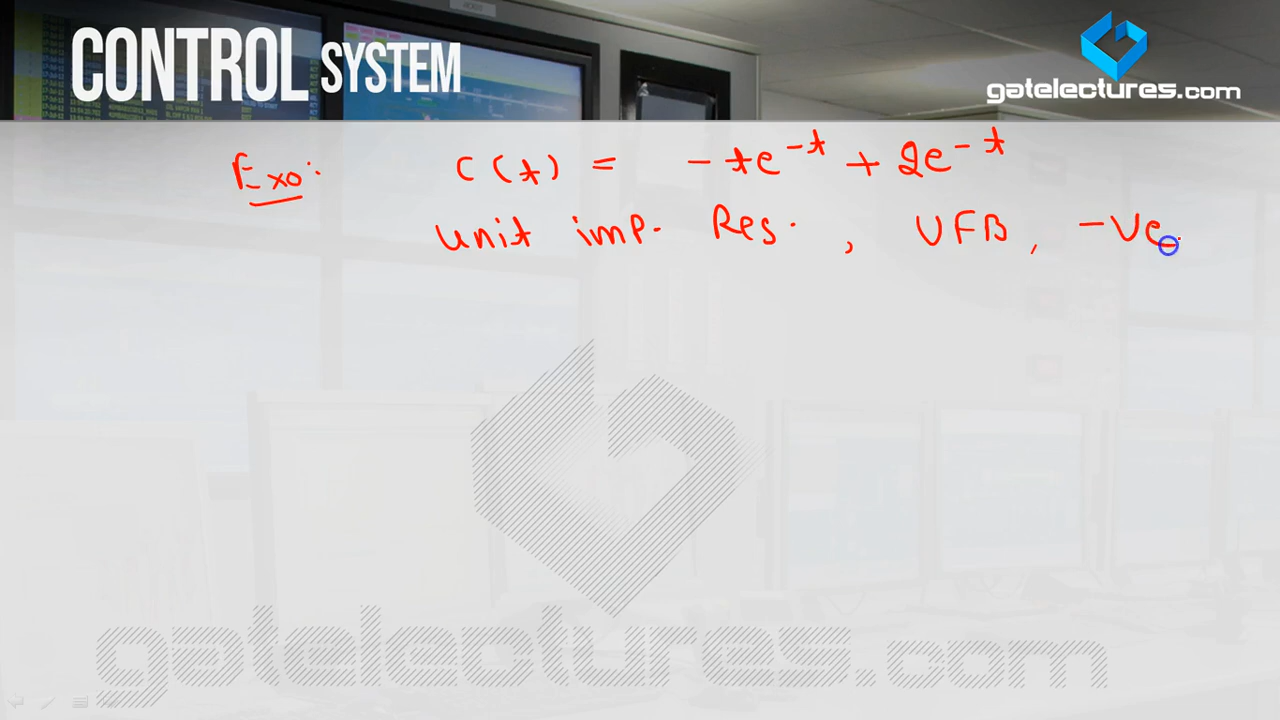 CONTROL SYSTEM
gatelectures.com
Exo:
c(t) = -te^-t + 2e^-t
unit imp. Res. , UFB, -Ve
gatelectures.com